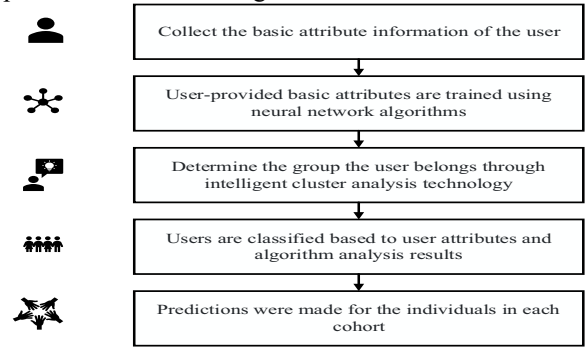 Collect the basic attribute information of the user
User-provided basic attributes are trained using
neural network algorithms
Determine the group the user belongs through
intelligent cluster analysis technology
Users are classified based to user attributes and
algorithm analysis results
Predictions were made for the individuals in each
cohort